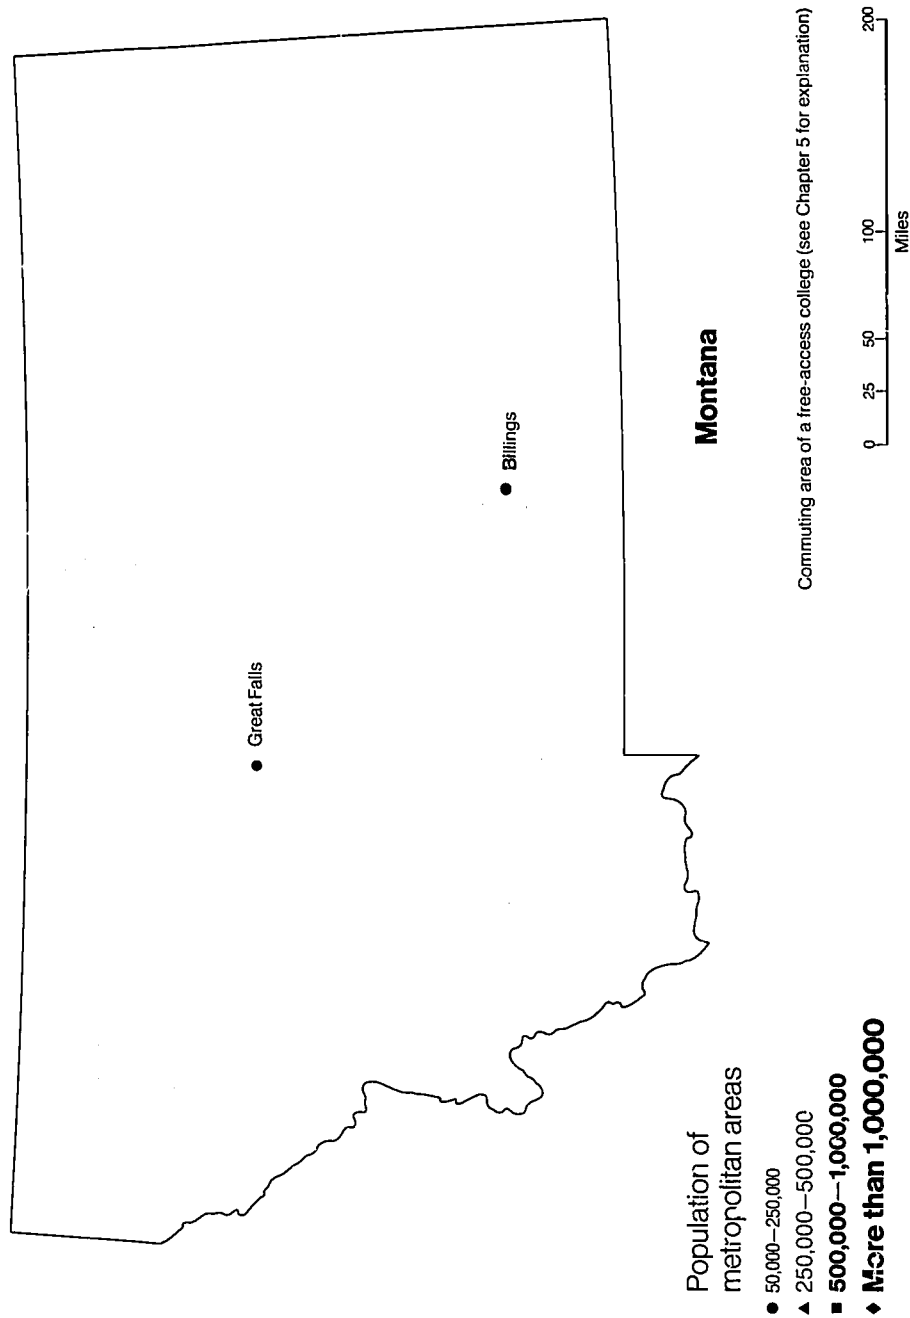 Great Falls
Billings
Montana
Population of
metropolitan areas
● 50,000–250,000
▲ 250,000–500,000
■ 500,000–1,000,000
◆ More than 1,000,000
Commuting area of a free-access college (see Chapter 5 for explanation)
0 25 50 100 200
Miles